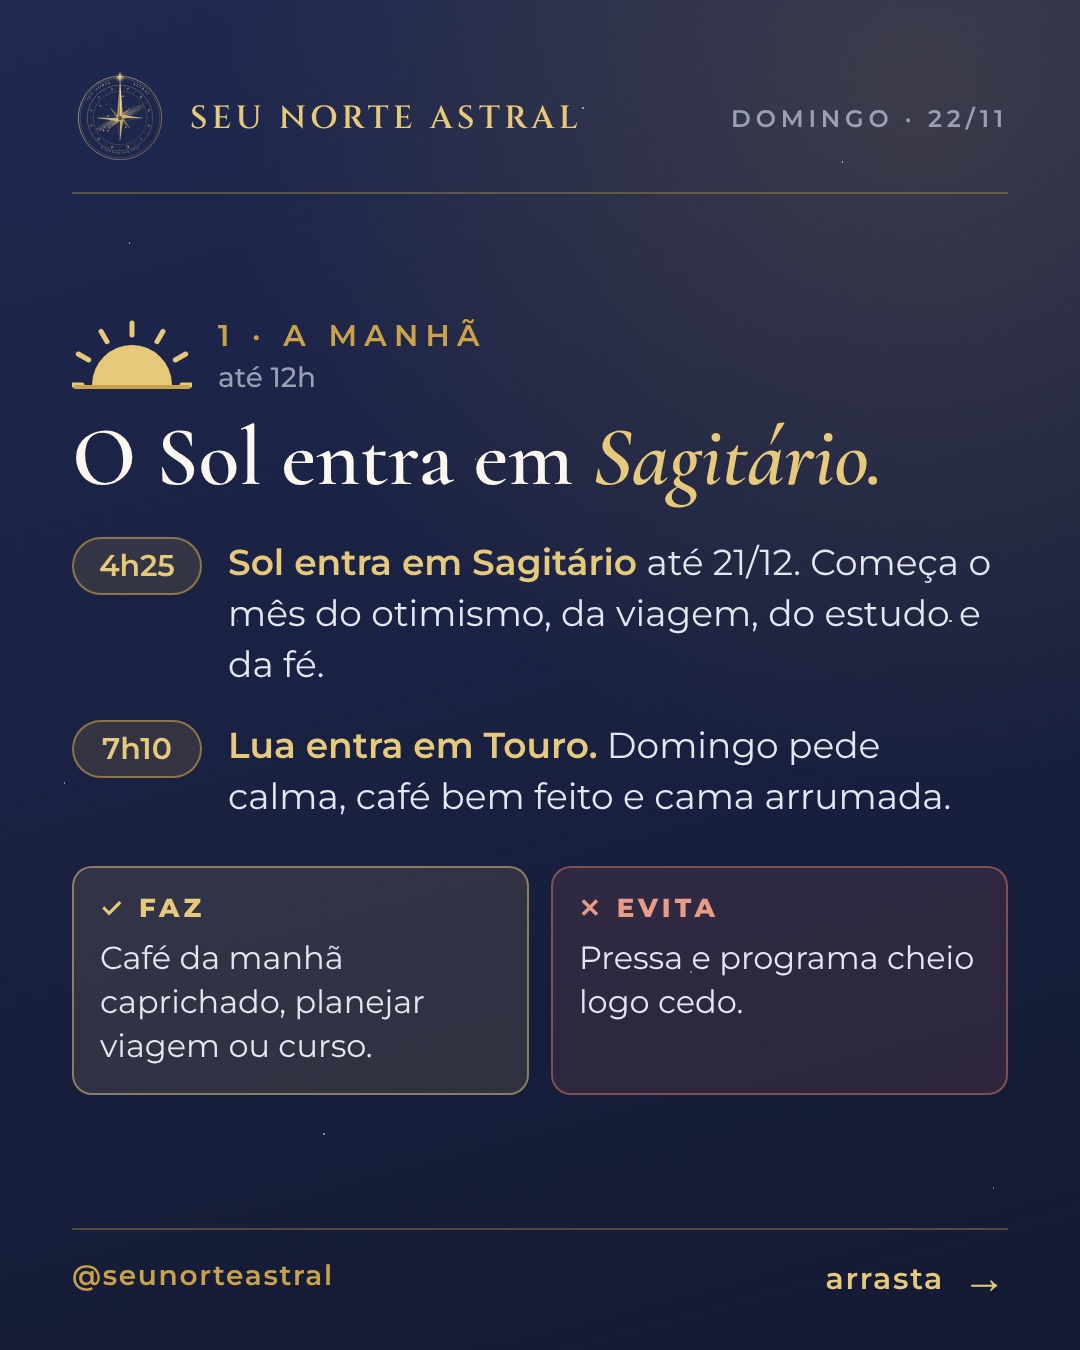 SEU NORTE ASTRAL
DOMINGO · 22/11
1 · A MANHÃ
até 12h
O Sol entra em Sagitário.
4h25
Sol entra em Sagitário até 21/12. Começa o
mês do otimismo, da viagem, do estudo e
da fé.
7h10
Lua entra em Touro. Domingo pede
calma, café bem feito e cama arrumada.
✓ FAZ
Café da manhã
caprichado, planejar
viagem ou curso.
✕ EVITA
Pressa e programa cheio
logo cedo.
@seunorteastral
arrasta →